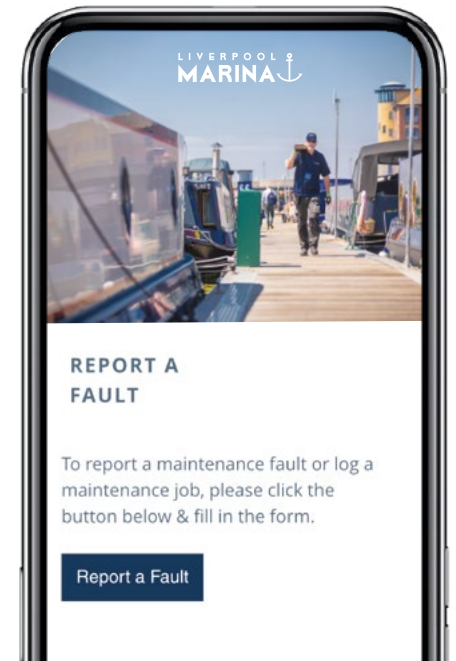 LIVERPOOL
MARINA
REPORT A
FAULT
To report a maintenance fault or log a
maintenance job, please click the
button below & fill in the form.
Report a Fault